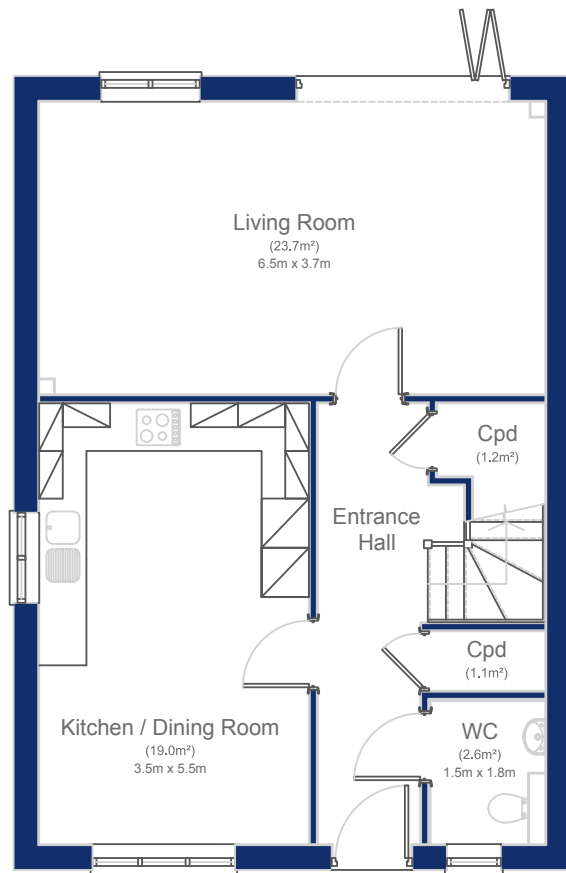 Living Room
(23.7m²)
6.5m x 3.7m
Cpd
(1.2m²)
Entrance
Hall
Cpd
(1.1m²)
Kitchen / Dining Room
(19.0m²)
3.5m x 5.5m
WC
(2.6m²)
1.5m x 1.8m